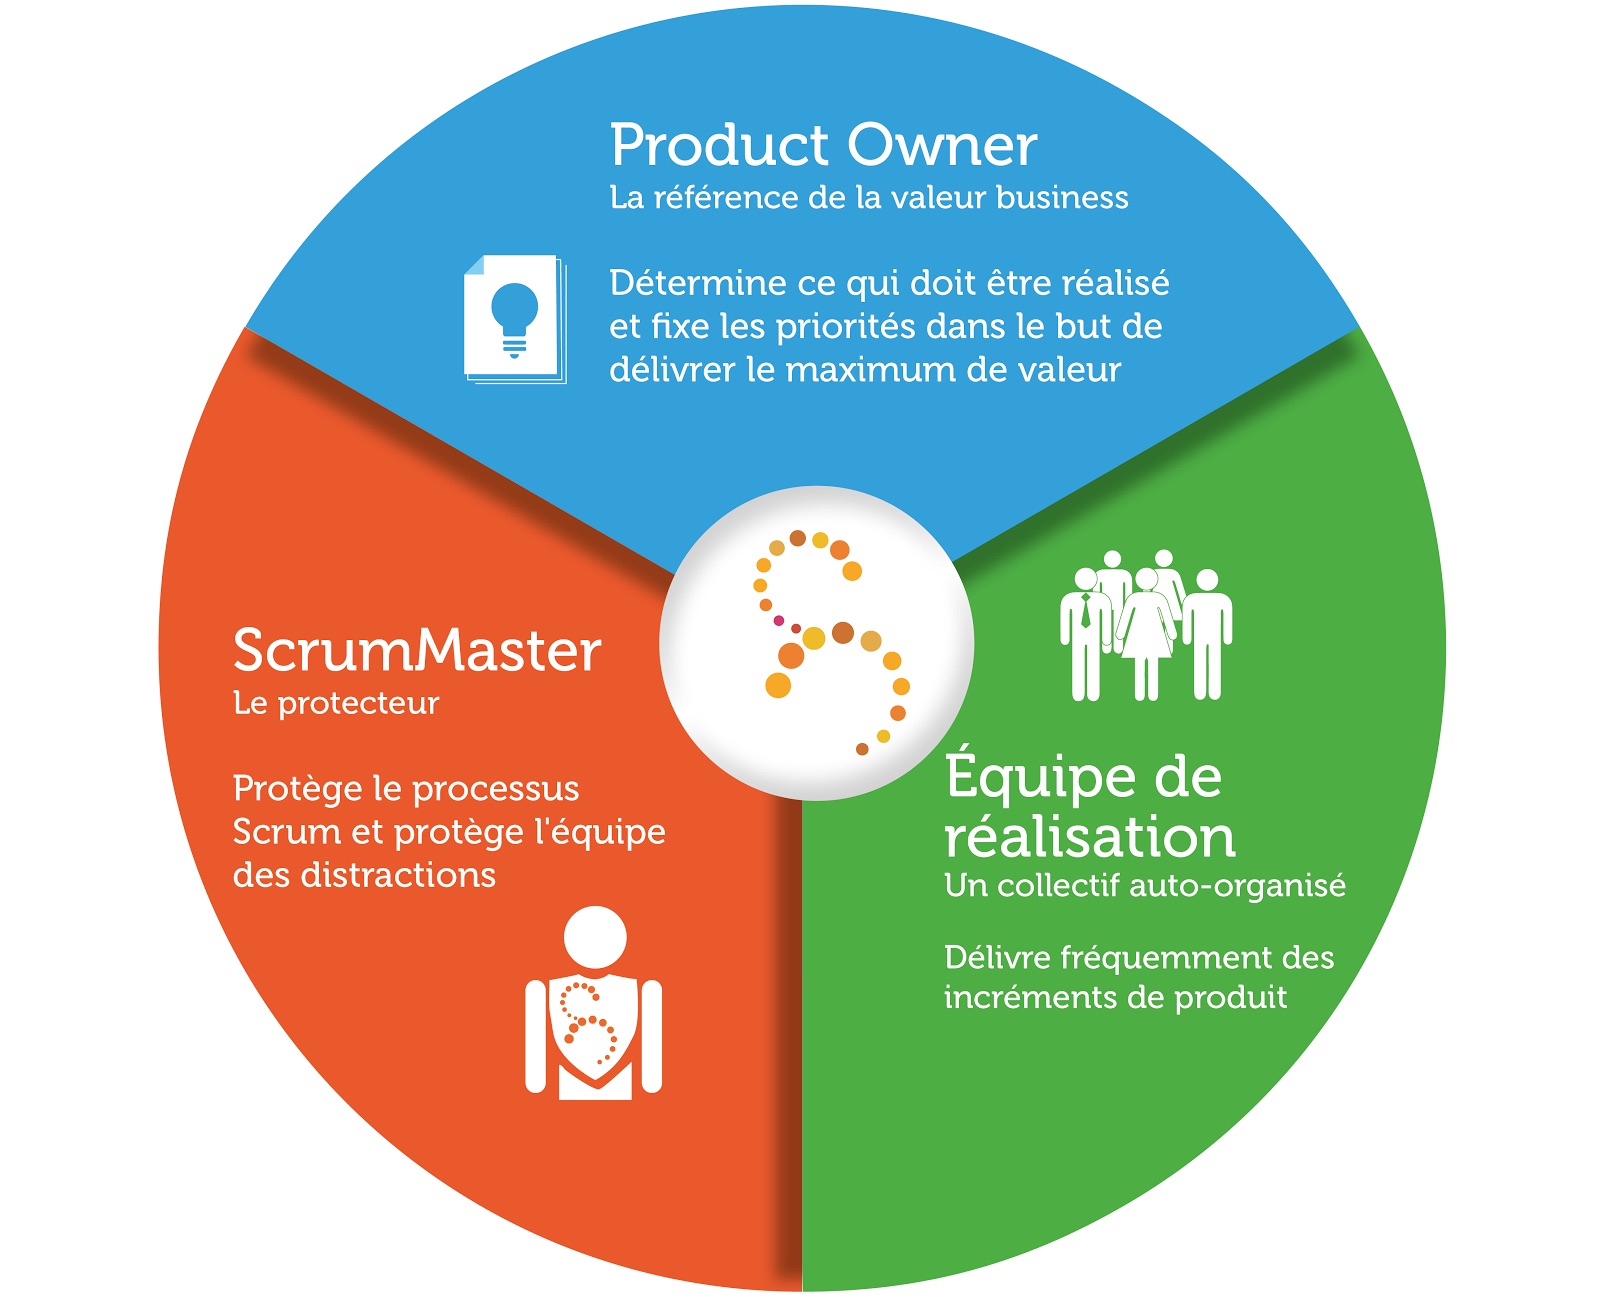 Product Owner
La référence de la valeur business
Détermine ce qui doit être réalisé
et fixe les priorités dans le but de
délivrer le maximum de valeur
ScrumMaster
Le protecteur
Protège le processus
Scrum et protège l'équipe
des distractions
Équipe de
réalisation
Un collectif auto-organisé
Délivre fréquemment des
incréments de produit